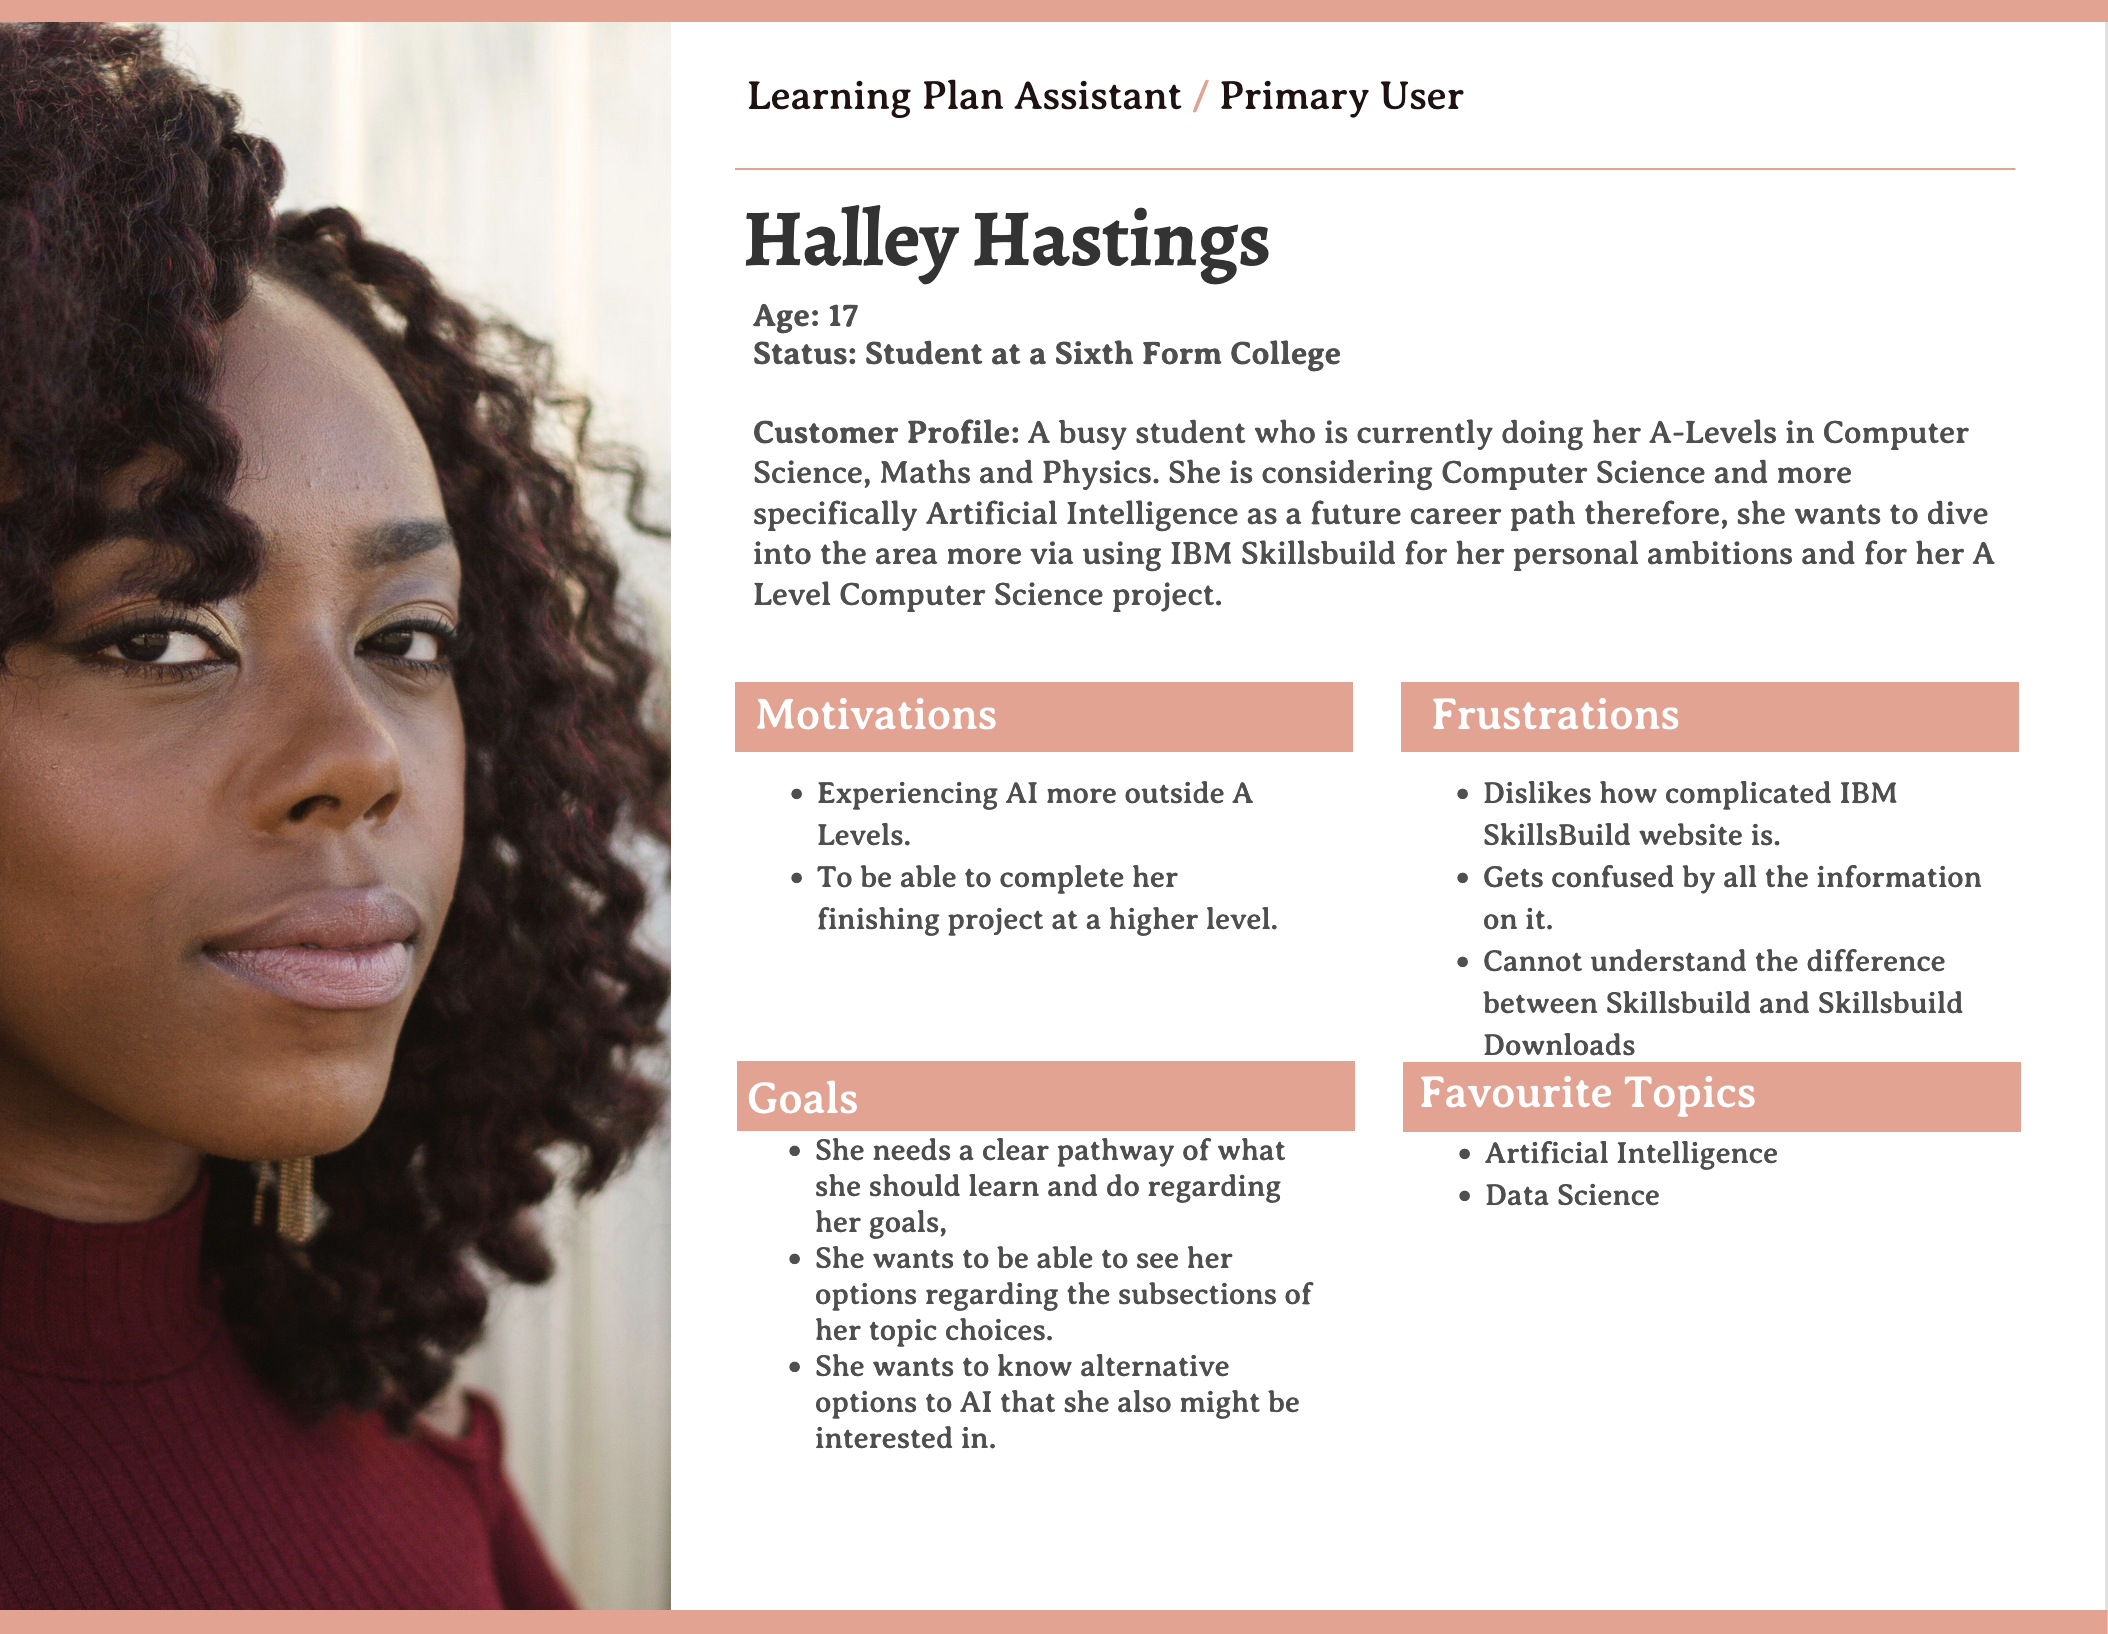 Learning Plan Assistant / Primary User
Halley Hastings
Age: 17
Status: Student at a Sixth Form College
Customer Profile: A busy student who is currently doing her A-Levels in Computer
Science, Maths and Physics. She is considering Computer Science and more
specifically Artificial Intelligence as a future career path therefore, she wants to dive
into the area more via using IBM Skillsbuild for her personal ambitions and for her A
Level Computer Science project.
Motivations
Experiencing AI more outside A
Levels.
To be able to complete her
finishing project at a higher level.
Frustrations
Dislikes how complicated IBM
SkillsBuild website is.
Gets confused by all the information
on it.
Cannot understand the difference
between Skillsbuild and Skillsbuild
Downloads
Goals
She needs a clear pathway of what
she should learn and do regarding
her goals,
She wants to be able to see her
options regarding the subsections of
her topic choices.
She wants to know alternative
options to AI that she also might be
interested in.
Favourite Topics
Artificial Intelligence
Data Science